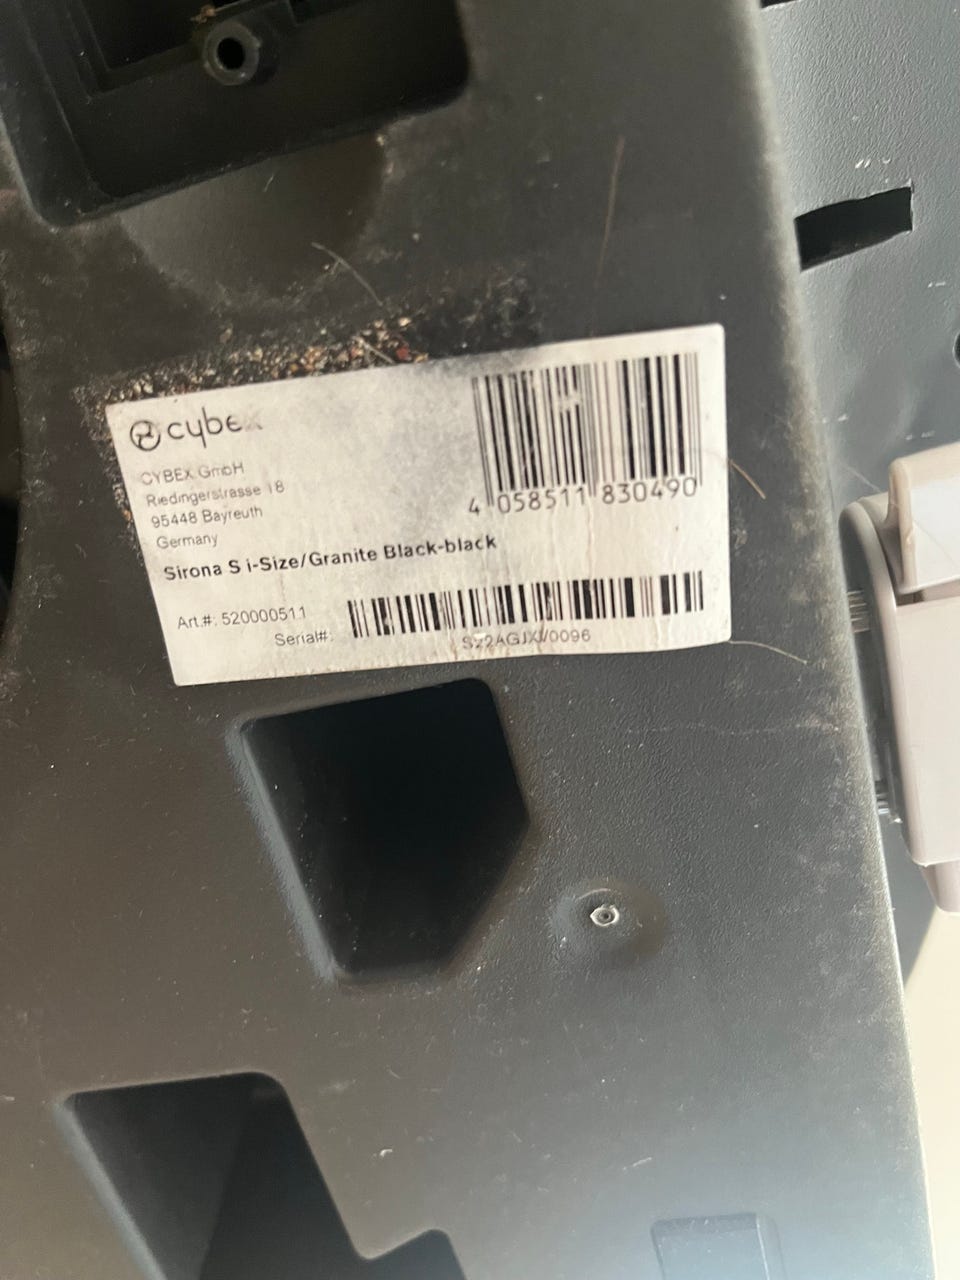 cybex
CYBEX GmbH
Riedingerstrasse 18
95448 Bayreuth
Germany
4 058511 830490
Sirona S i-Size/Granite Black-black
Art.#: 520000511
Serial#: